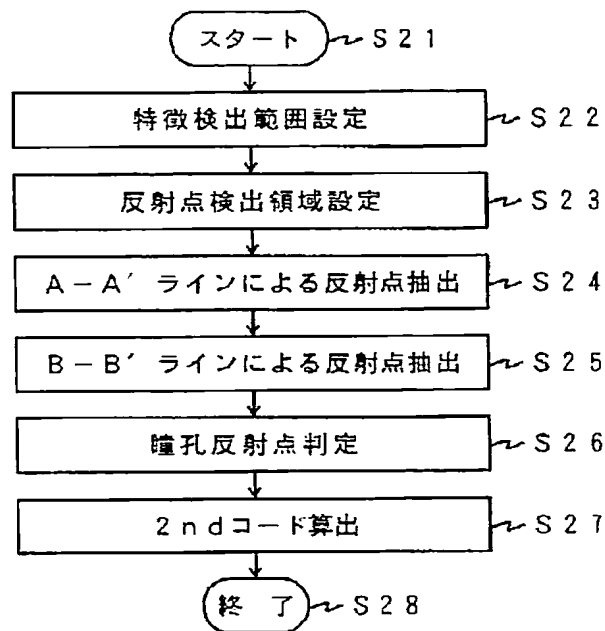 スタート S21
特徴検出範囲設定 S22
反射点検出領域設定 S23
A-A′ラインによる反射点抽出 S24
B-B′ラインによる反射点抽出 S25
瞳孔反射点判定 S26
2ndコード算出 S27
終了 S28